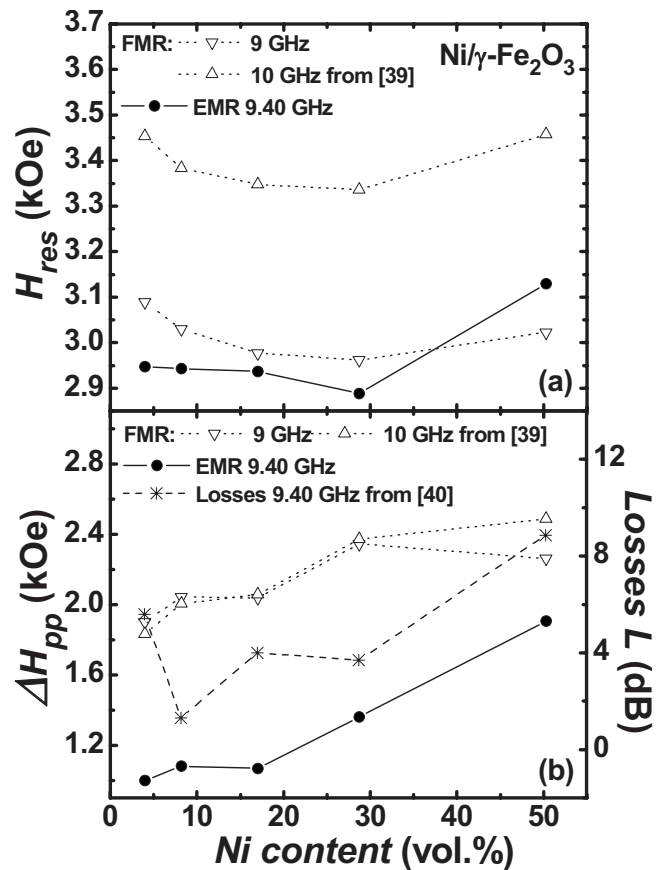 3.7
3.6
3.5
3.4
3.3
3.2
3.1
3.0
2.9
H_res (kOe)
FMR: 9 GHz
10 GHz from [39]
EMR 9.40 GHz
Ni/γ-Fe₂O₃
(a)
FMR: 9 GHz 10 GHz from [39]
EMR 9.40 GHz
Losses 9.40 GHz from [40]
2.8
2.4
2.0
1.6
1.2
ΔH_pp (kOe)
12
8
4
0
Losses L (dB)
(b)
0 10 20 30 40 50
Ni content (vol.%)